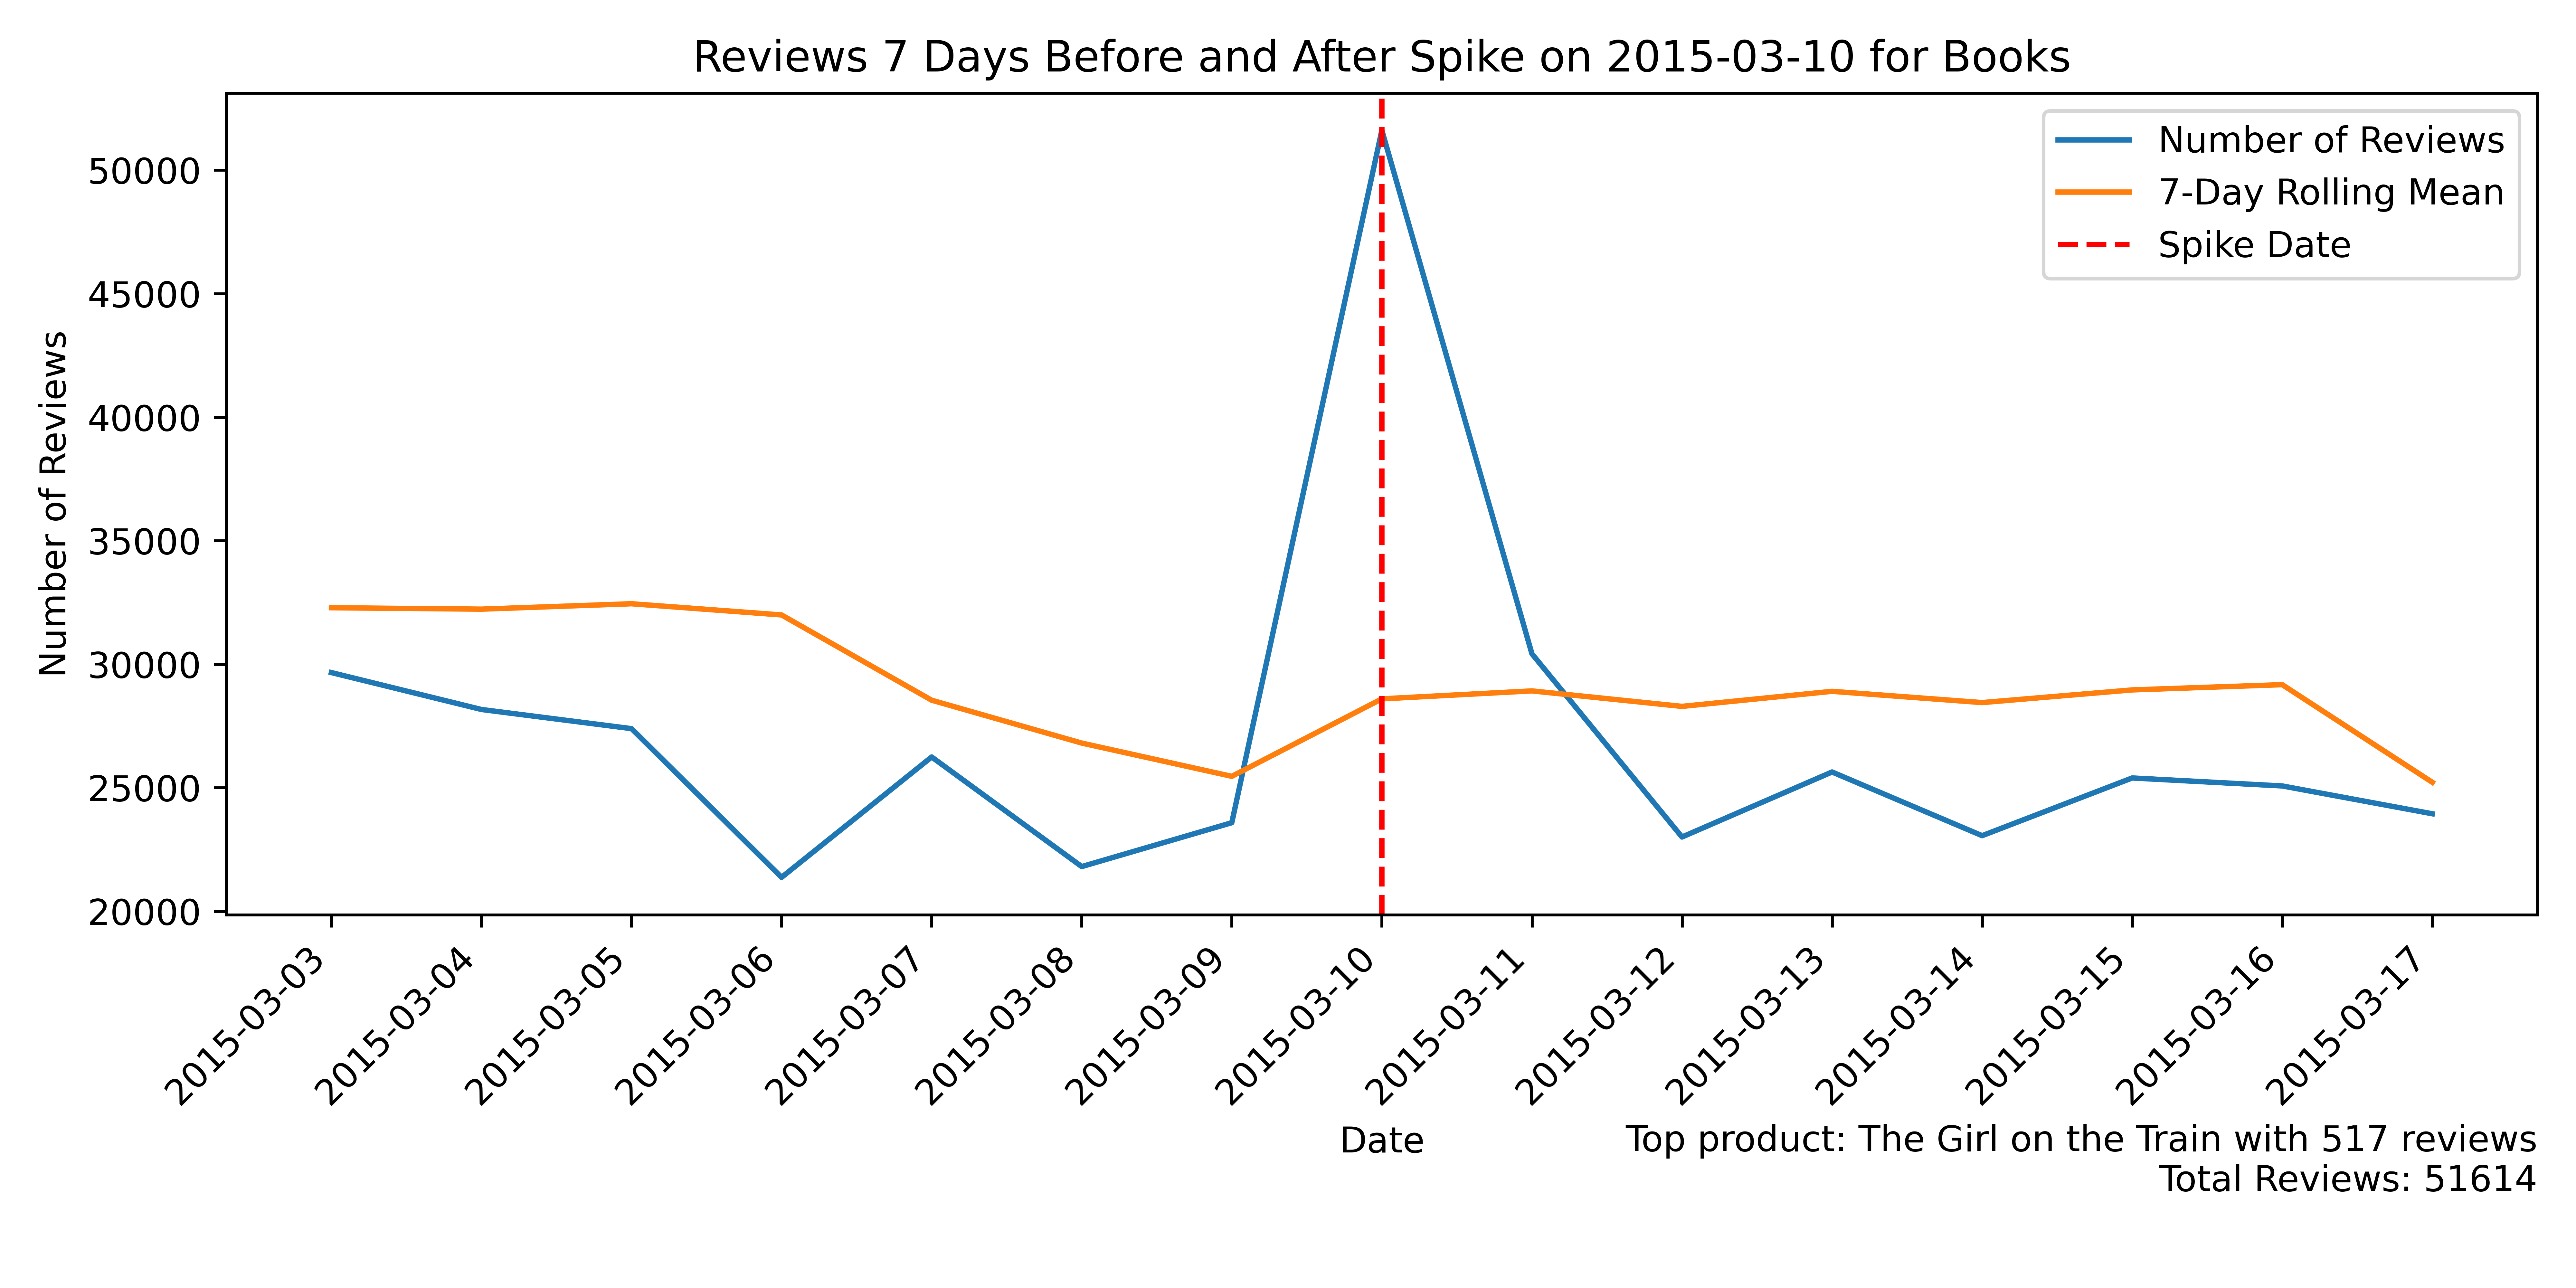 Reviews 7 Days Before and After Spike on 2015-03-10 for Books
Number of Reviews
7-Day Rolling Mean
Spike Date
Number of Reviews
50000
45000
40000
35000
30000
25000
20000
2015-03-03
2015-03-04
2015-03-05
2015-03-06
2015-03-07
2015-03-08
2015-03-09
2015-03-10
2015-03-11
2015-03-12
2015-03-13
2015-03-14
2015-03-15
2015-03-16
2015-03-17
Date
Top product: The Girl on the Train with 517 reviews
Total Reviews: 51614